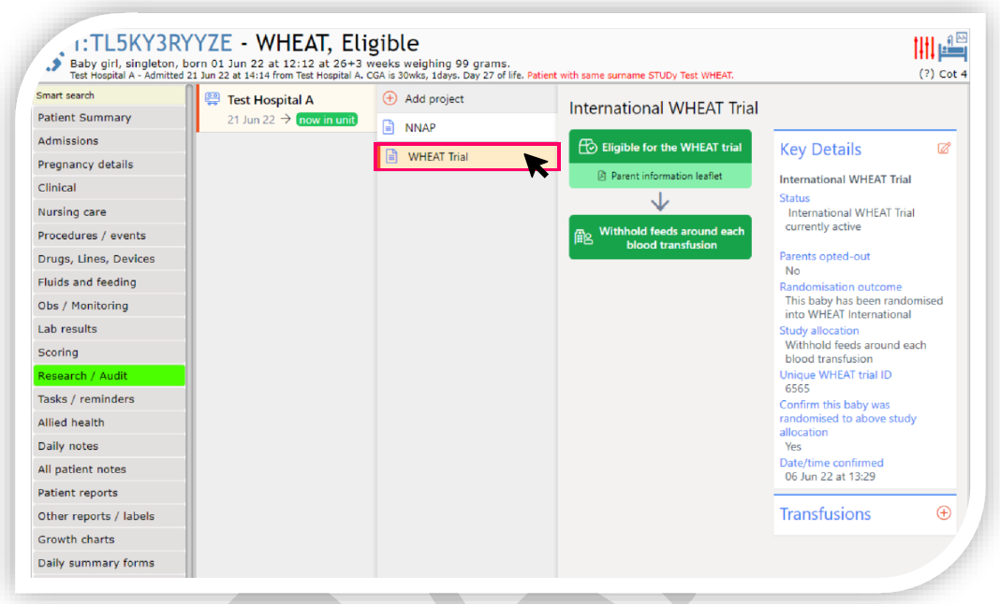 1:TL5KY3RYYZE - WHEAT, Eligible
Baby girl, singleton, born 01 Jun 22 at 12:12 at 26+3 weeks weighing 99 grams.
Test Hospital A - Admitted 21 Jun 22 at 14:14 from Test Hospital A. CGA is 30wks, 1days. Day 27 of life. Patient with same surname STUDy Test WHEAT.
(?) Cot 4
Smart search
Patient Summary
Admissions
Pregnancy details
Clinical
Nursing care
Procedures / events
Drugs, Lines, Devices
Fluids and feeding
Obs / Monitoring
Lab results
Scoring
Research / Audit
Tasks / reminders
Allied health
Daily notes
All patient notes
Patient reports
Other reports / labels
Growth charts
Daily summary forms
Test Hospital A
21 Jun 22 → now in unit
Add project
NNAP
WHEAT Trial
International WHEAT Trial
Eligible for the WHEAT trial
Parent information leaflet
Withhold feeds around each
blood transfusion
Key Details
International WHEAT Trial
Status
International WHEAT Trial
currently active
Parents opted-out
No
Randomisation outcome
This baby has been randomised
into WHEAT International
Study allocation
Withhold feeds around each
blood transfusion
Unique WHEAT trial ID
6565
Confirm this baby was
randomised to above study
allocation
Yes
Date/time confirmed
06 Jun 22 at 13:29
Transfusions